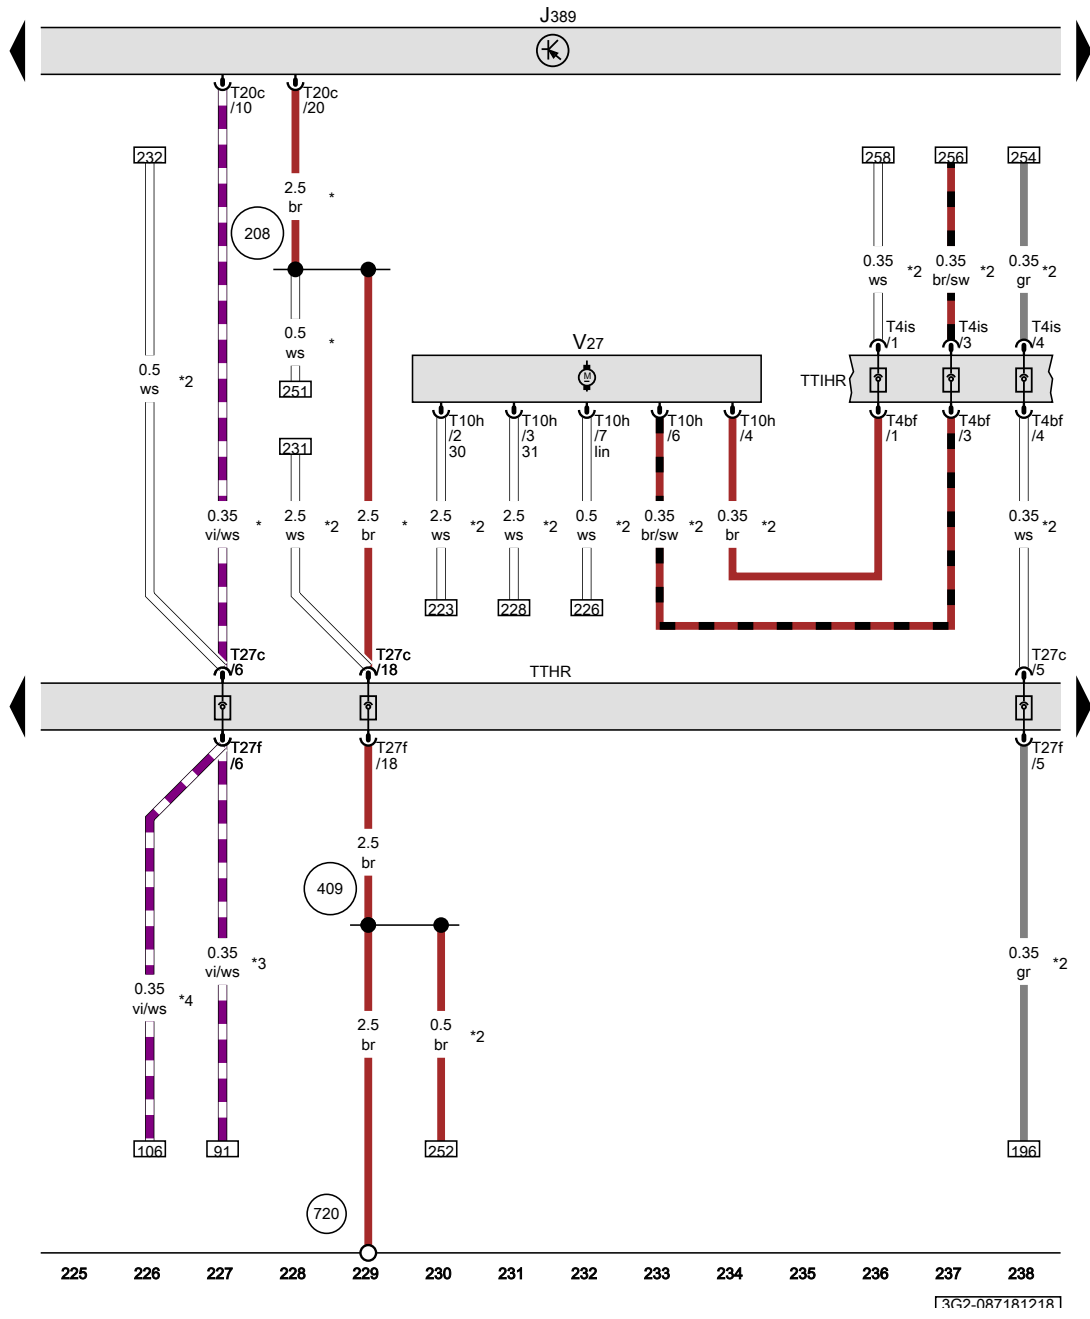 J389
T20c
/10
T20c
/20
232
258
256
254
2.5
br
*
208
0.35
ws
*2
0.35
br/sw
*2
0.35
gr
*2
T4is
/1
T4is
/3
T4is
/4
0.5
ws
*
251
V27
M
TTIHR
0.5
ws
*2
231
T10h
/2
30
T10h
/3
31
T10h
/7
lin
T10h
/6
T10h
/4
T4bf
/1
T4bf
/3
T4bf
/4
0.35
vi/ws
*
2.5
ws
*2
2.5
br
*
2.5
ws
*2
2.5
ws
*2
0.5
ws
*2
0.35
br/sw
*2
0.35
br
*2
0.35
ws
*2
223
228
226
T27c
/6
T27c
/18
TTHR
T27c
/5
T27f
/6
T27f
/18
T27f
/5
2.5
br
409
0.35
vi/ws
*4
0.35
vi/ws
*3
2.5
br
0.5
br
*2
0.35
gr
*2
106
91
252
196
720
225 226 227 228 229 230 231 232 233 234 235 236 237 238
3G2-087181218